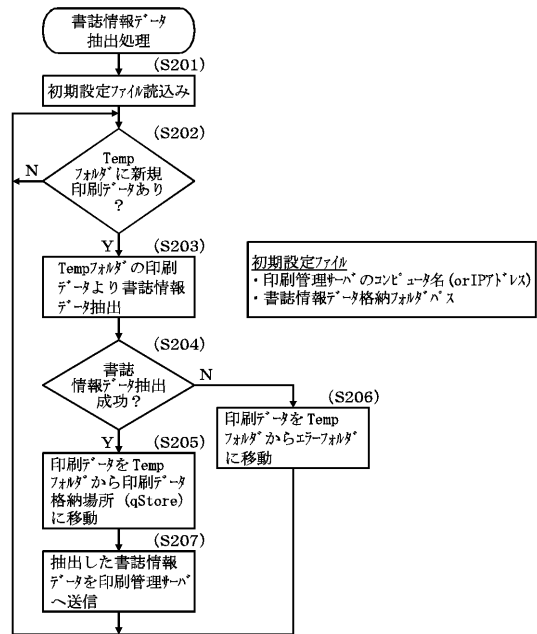 書誌情報ﾃﾞｰﾀ
抽出処理
(S201)
初期設定ﾌｧｲﾙ読込み
(S202)
Temp
ﾌｫﾙﾀﾞに新規
印刷ﾃﾞｰﾀあり
？
N
Y
(S203)
Tempﾌｫﾙﾀﾞの印刷
ﾃﾞｰﾀより書誌情報
ﾃﾞｰﾀ抽出
初期設定ﾌｧｲﾙ
・印刷管理ｻｰﾊﾞのｺﾝﾋﾟｭｰﾀ名(orIPｱﾄﾞﾚｽ)
・書誌情報ﾃﾞｰﾀ格納ﾌｫﾙﾀﾞﾊﾟｽ
(S204)
書誌
情報ﾃﾞｰﾀ抽出
成功？
N
Y
(S206)
印刷ﾃﾞｰﾀをTemp
ﾌｫﾙﾀﾞからｴﾗｰﾌｫﾙﾀﾞ
に移動
(S205)
印刷ﾃﾞｰﾀをTemp
ﾌｫﾙﾀﾞから印刷ﾃﾞｰﾀ
格納場所（qStore）
に移動
(S207)
抽出した書誌情報
ﾃﾞｰﾀを印刷管理ｻｰﾊﾞ
へ送信